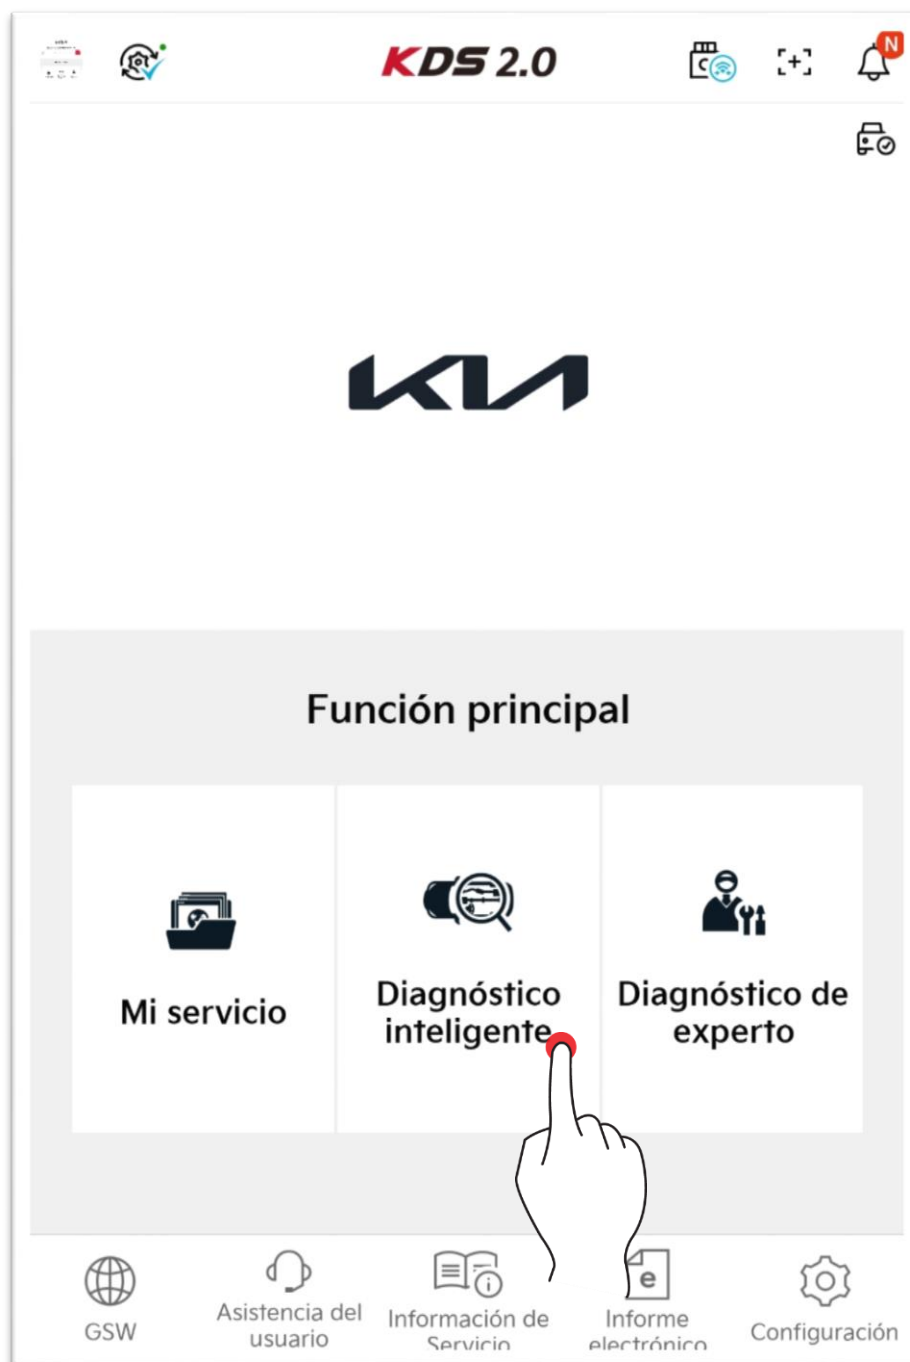 KDS 2.0
N
KIA
Función principal
Mi servicio
Diagnóstico
inteligente
Diagnóstico de
experto
e
GSW
Asistencia del
usuario
Información de
Servicio
Informe
electrónico
Configuración